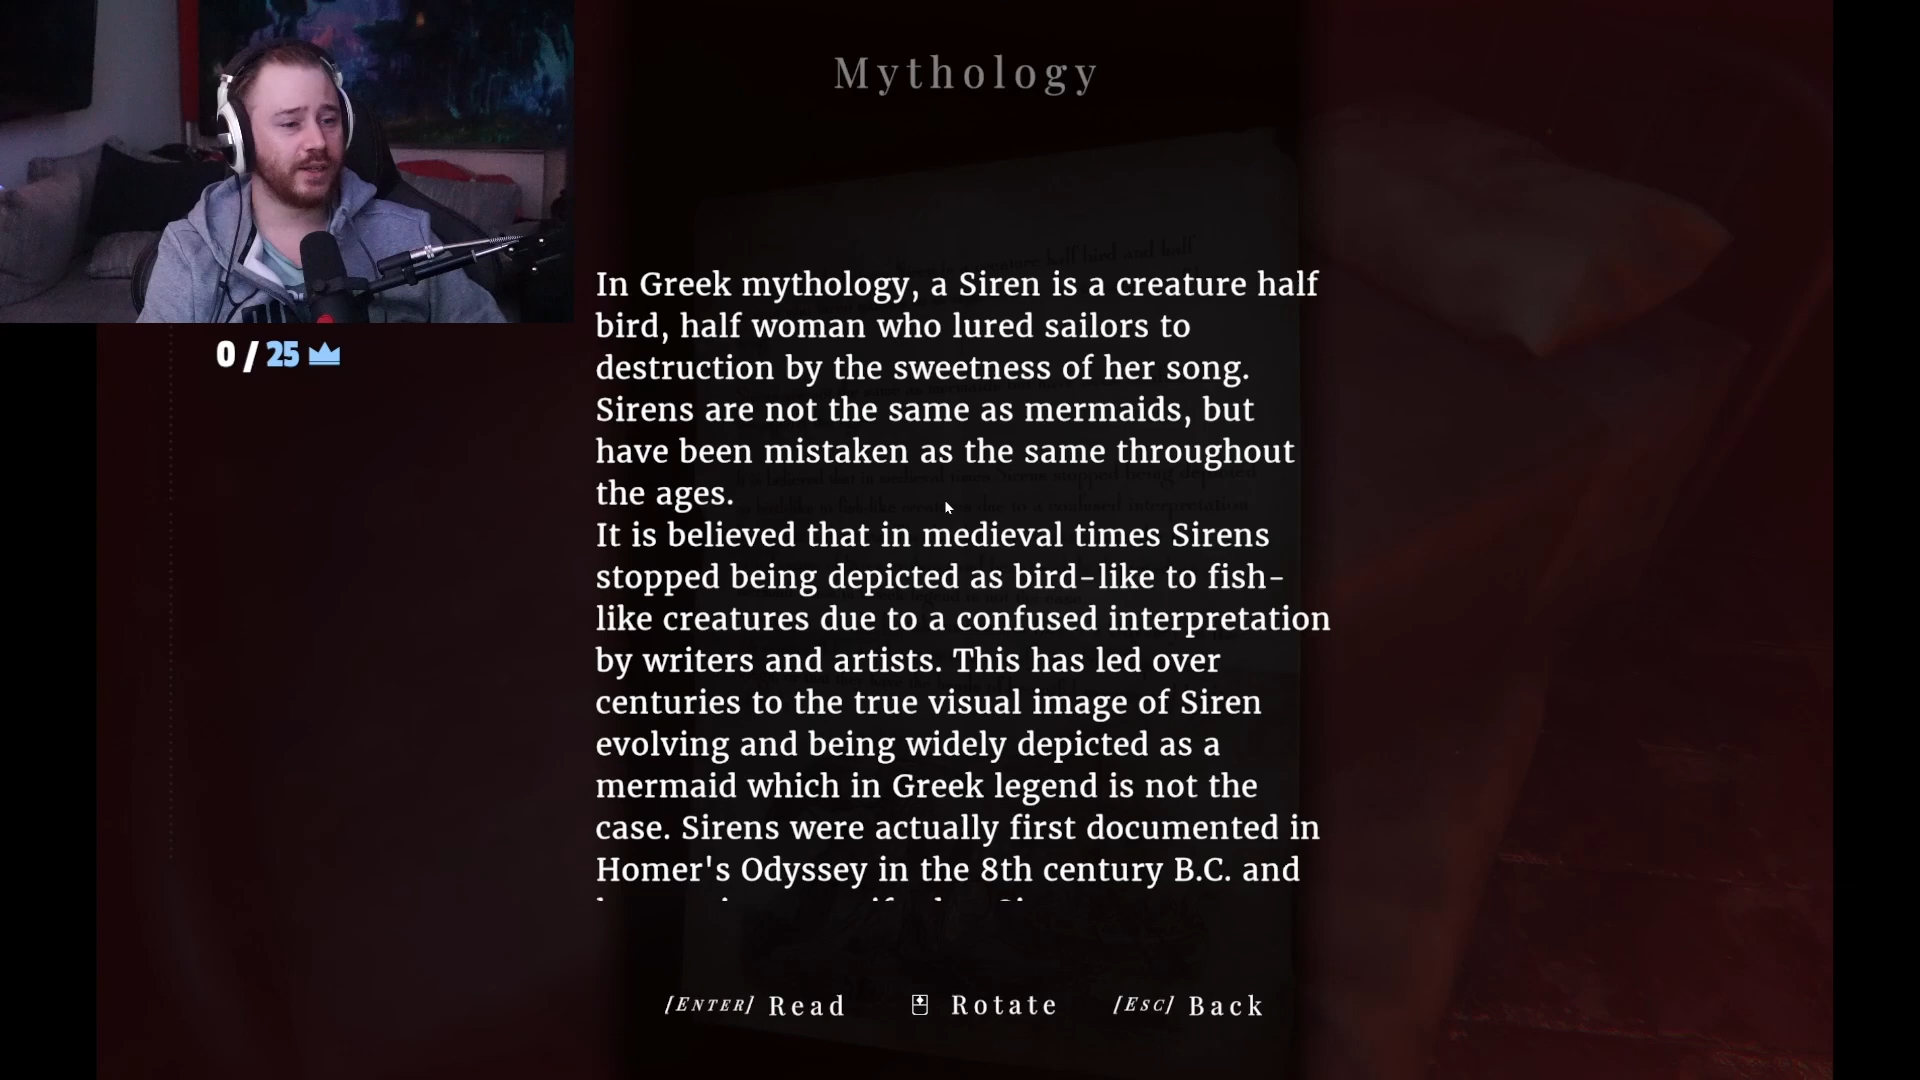 Mythology
0 / 25
In Greek mythology, a Siren is a creature half
bird, half woman who lured sailors to
destruction by the sweetness of her song.
Sirens are not the same as mermaids, but
have been mistaken as the same throughout
the ages.
It is believed that in medieval times Sirens
stopped being depicted as bird-like to fish-
like creatures due to a confused interpretation
by writers and artists. This has led over
centuries to the true visual image of Siren
evolving and being widely depicted as a
mermaid which in Greek legend is not the
case. Sirens were actually first documented in
Homer's Odyssey in the 8th century B.C. and
[ENTER] Read Rotate [ESC] Back